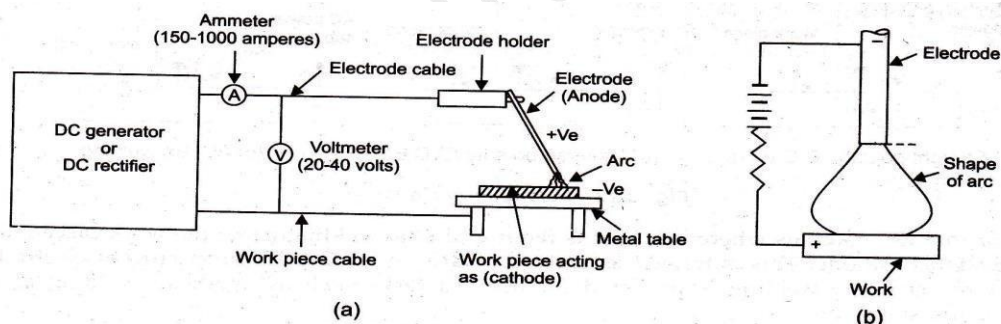 Ammeter
(150-1000 amperes)
Electrode holder
Electrode cable
Electrode
(Anode)
A
+Ve
DC generator
or
DC rectifier
V
Voltmeter
(20-40 volts)
Arc
–Ve
Metal table
Work piece cable
Work piece acting
as (cathode)
(a)
–
Electrode
Shape
of arc
+
Work
(b)